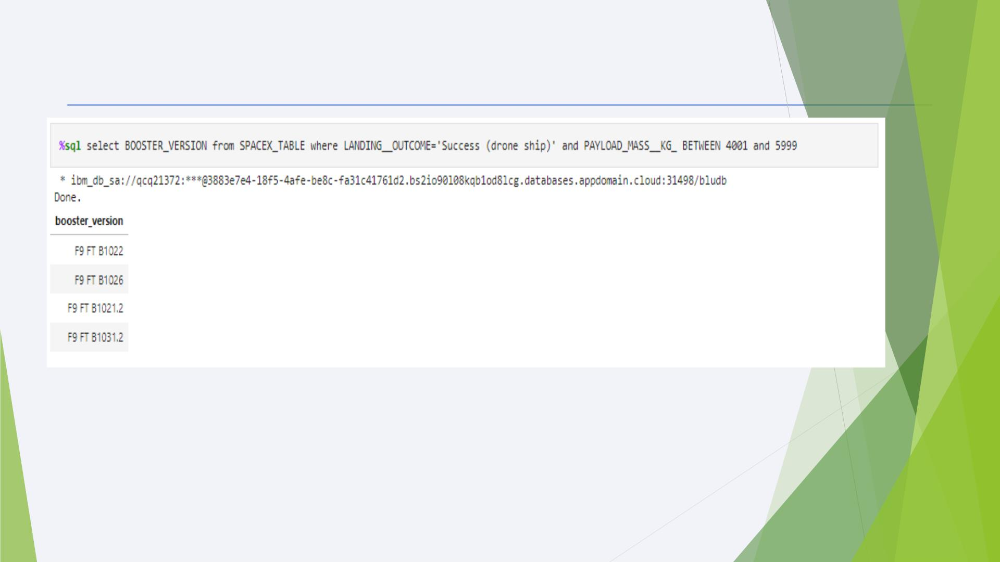 %sql select BOOSTER_VERSION from SPACEX_TABLE where LANDING__OUTCOME='Success (drone ship)' and PAYLOAD_MASS__KG_ BETWEEN 4001 and 5999
* ibm_db_sa://qcq21372:***@3883e7e4-18f5-4afe-be8c-fa31c41761d2.bs2io90l08kqb1od8lcg.databases.appdomain.cloud:31498/bludb
Done.
booster_version
F9 FT B1022
F9 FT B1026
F9 FT B1021.2
F9 FT B1031.2